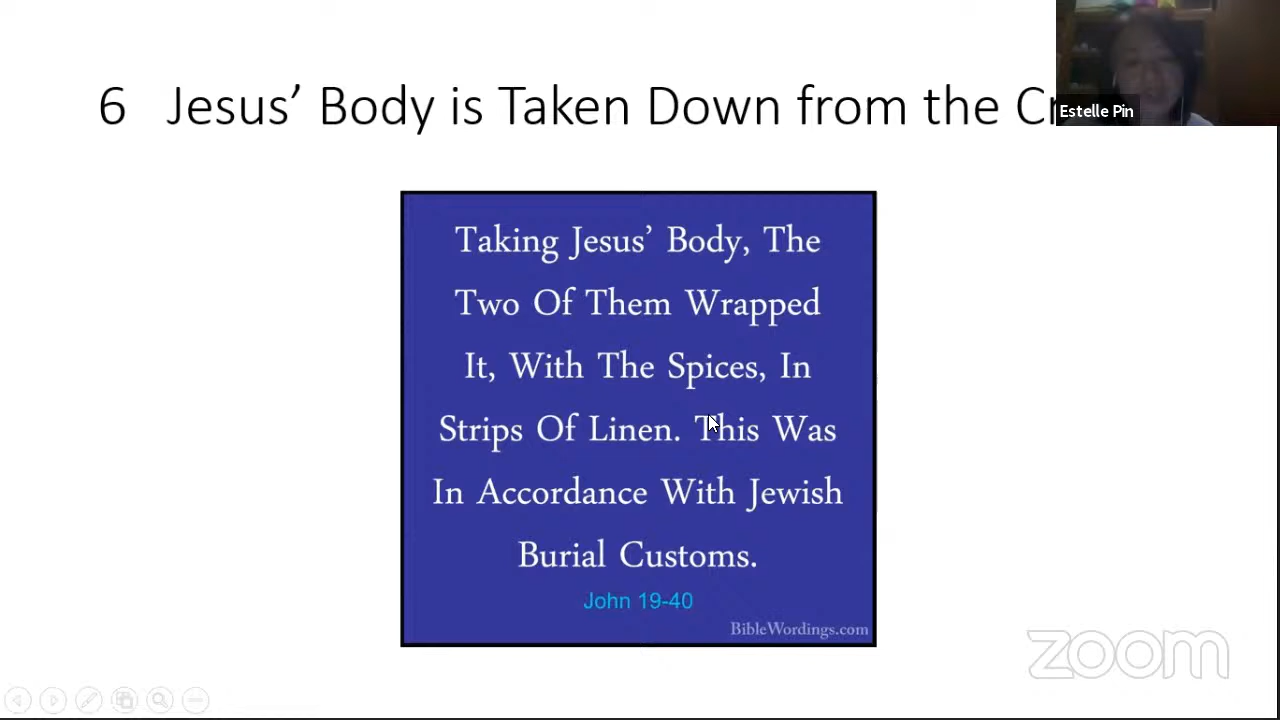 6 Jesus’ Body is Taken Down from the
Estelle Pin
Taking Jesus’ Body, The
Two Of Them Wrapped
It, With The Spices, In
Strips Of Linen. This Was
In Accordance With Jewish
Burial Customs.
John 19-40
BibleWordings.com
zoom